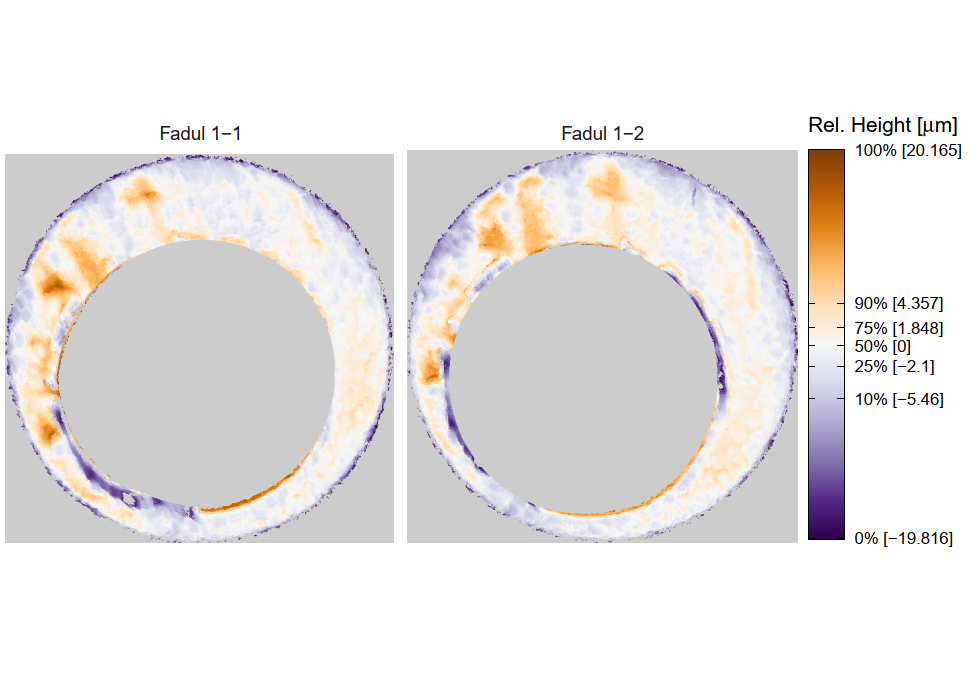 Fadul 1−1
Fadul 1−2
Rel. Height [μm]
100% [20.165]
90% [4.357]
75% [1.848]
50% [0]
25% [−2.1]
10% [−5.46]
0% [−19.816]